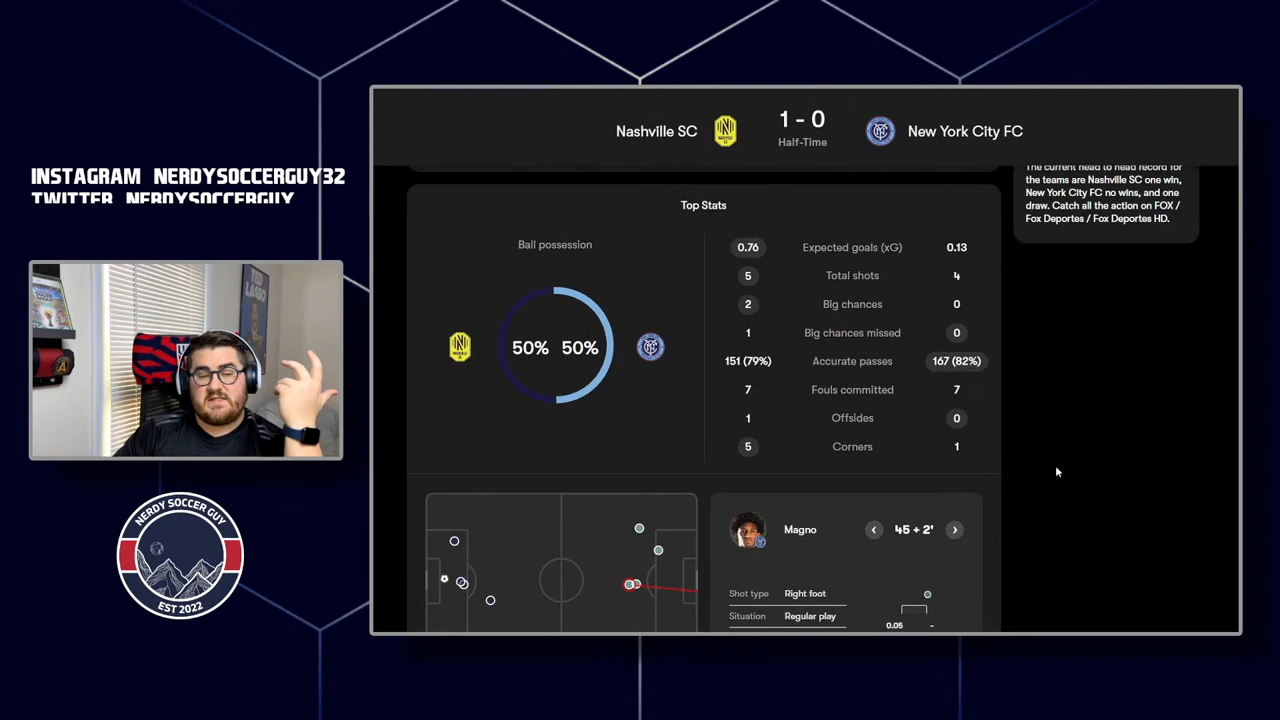 INSTAGRAM NERDYSOCCERGUY32
TWITTER NERDYSOCCERGUY
TED
LASSO
NERDY SOCCER GUY
EST 2022
Nashville SC
1 - 0
Half-Time
New York City FC
The current head to head record for
the teams are Nashville SC one win,
New York City FC no wins, and one
draw. Catch all the action on FOX /
Fox Deportes / Fox Deportes HD.
Top Stats
Ball possession
50% 50%
0.76 Expected goals (xG) 0.13
5 Total shots 4
2 Big chances 0
1 Big chances missed 0
151 (79%) Accurate passes 167 (82%)
7 Fouls committed 7
1 Offsides 0
5 Corners 1
Magno
45 + 2'
Shot type Right foot
Situation Regular play
0.05 -